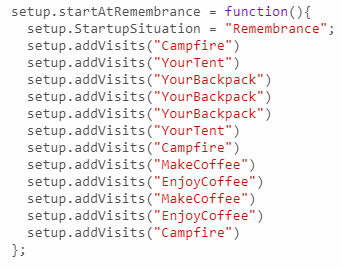 setup.startAtRemembrance = function(){
  setup.StartupSituation = "Remembrance";
  setup.addVisits("Campfire")
  setup.addVisits("YourTent")
  setup.addVisits("YourBackpack")
  setup.addVisits("YourBackpack")
  setup.addVisits("YourBackpack")
  setup.addVisits("YourTent")
  setup.addVisits("Campfire")
  setup.addVisits("MakeCoffee")
  setup.addVisits("EnjoyCoffee")
  setup.addVisits("MakeCoffee")
  setup.addVisits("EnjoyCoffee")
  setup.addVisits("Campfire")
};